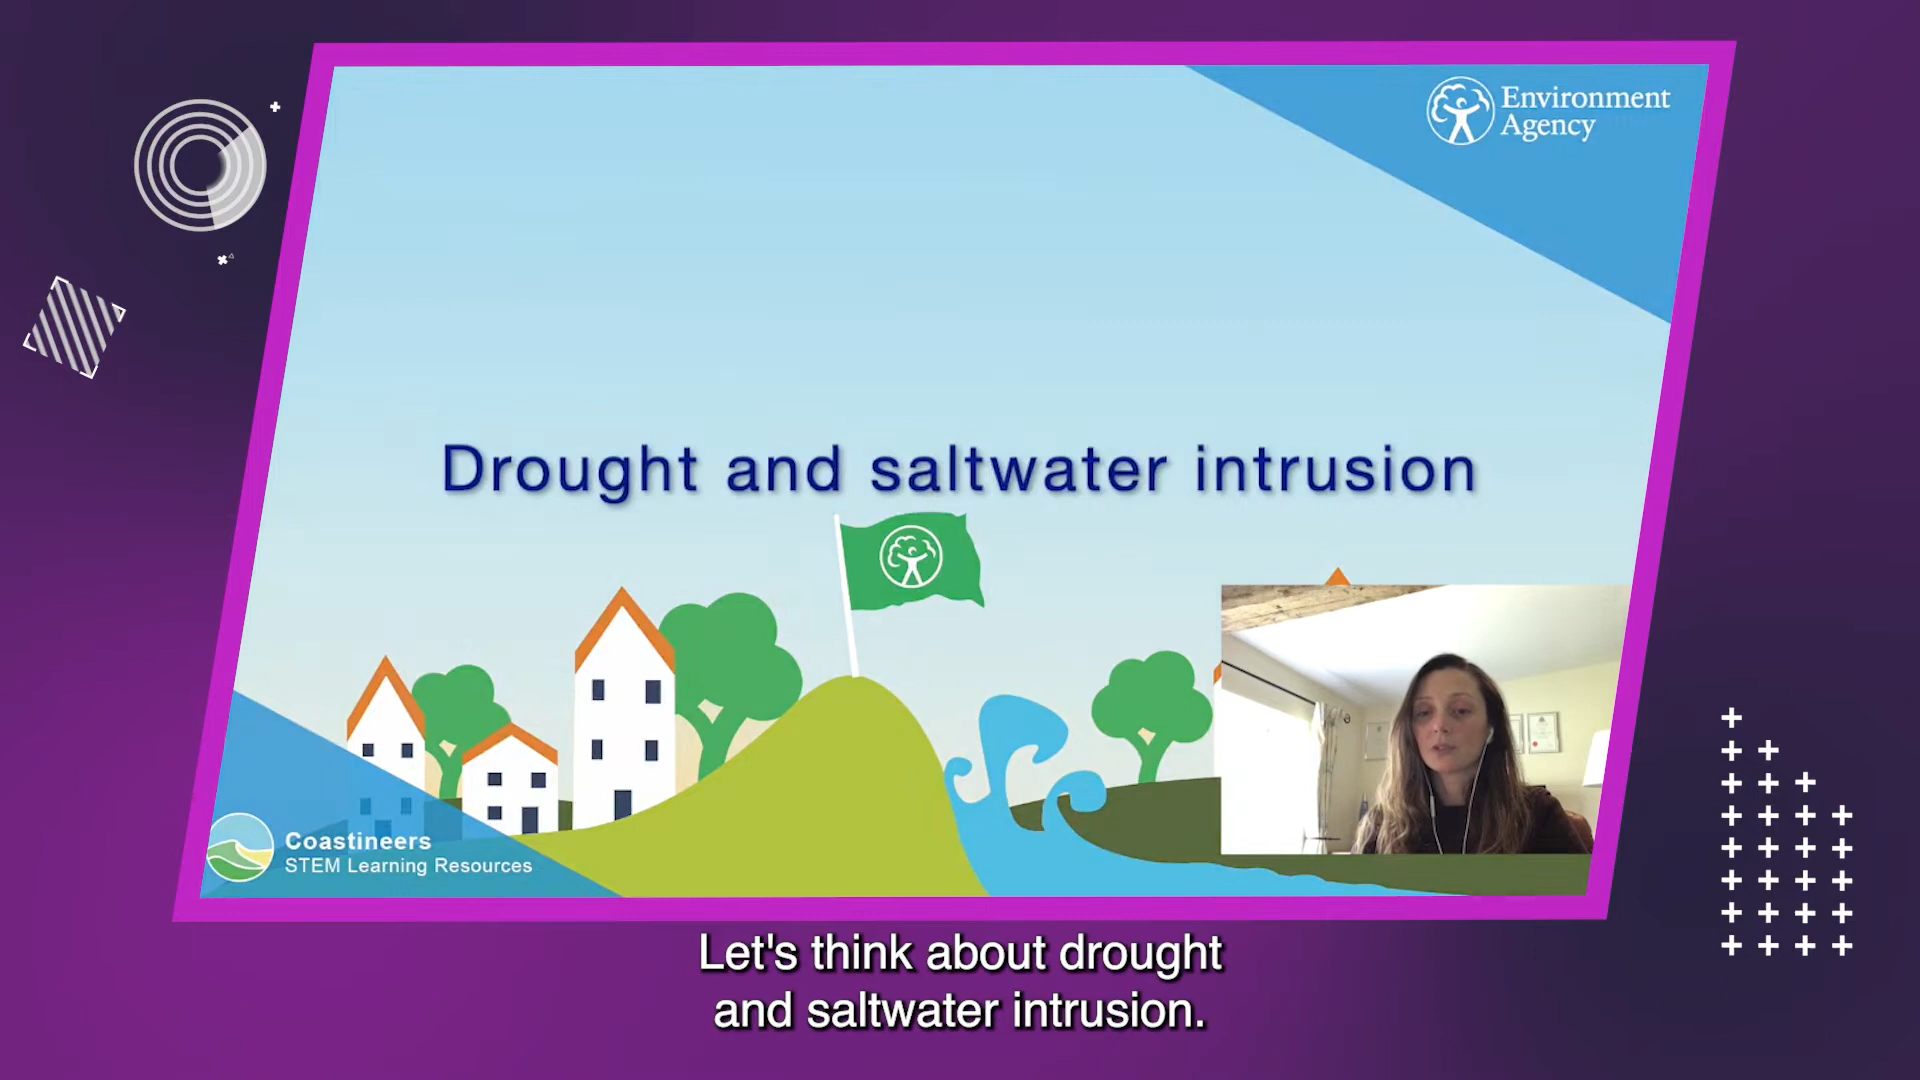 Environment
Agency
Drought and saltwater intrusion
Coastineers
STEM Learning Resources
Let's think about drought
and saltwater intrusion.